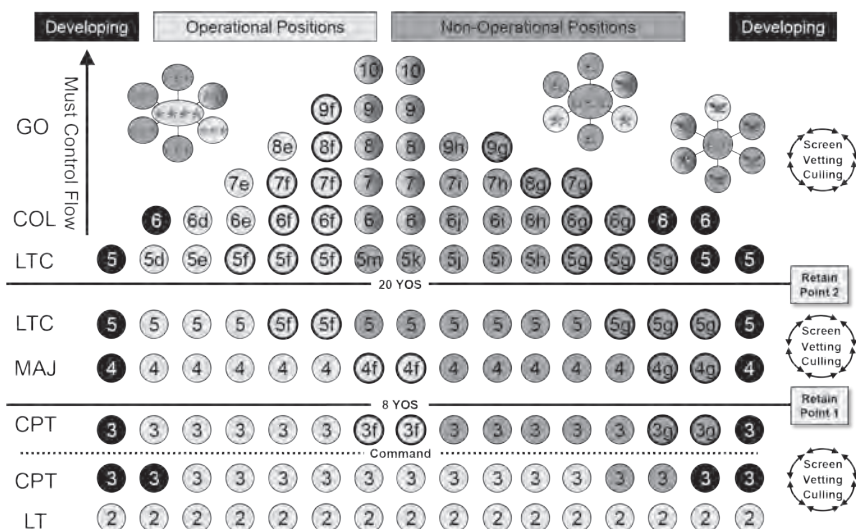 Developing Operational Positions Non-Operational Positions Developing
Must Control Flow
10 10
GO 9f 9 9
8e 8f 8 8 9h 9g
7e 7f 7f 7 7 7i 7h 8g 7g
Screen
Vetting
Culling
COL 6 6d 6e 6f 6f 6 6 6j 6i 6h 6g 6g 6 6
LTC 5 5d 5e 5f 5f 5f 5m 5k 5j 5i 5h 5g 5g 5g 5 5
20 YOS
Retain
Point 2
LTC 5 5 5 5 5f 5f 5 5 5 5 5 5 5g 5g 5g 5
MAJ 4 4 4 4 4 4 4f 4f 4 4 4 4 4 4g 4g 4
Screen
Vetting
Culling
8 YOS
Retain
Point 1
CPT 3 3 3 3 3 3 3f 3f 3 3 3 3 3 3g 3g 3
Command
CPT 3 3 3 3 3 3 3 3 3 3 3 3 3 3 3 3
Screen
Vetting
Culling
LT 2 2 2 2 2 2 2 2 2 2 2 2 2 2 2 2